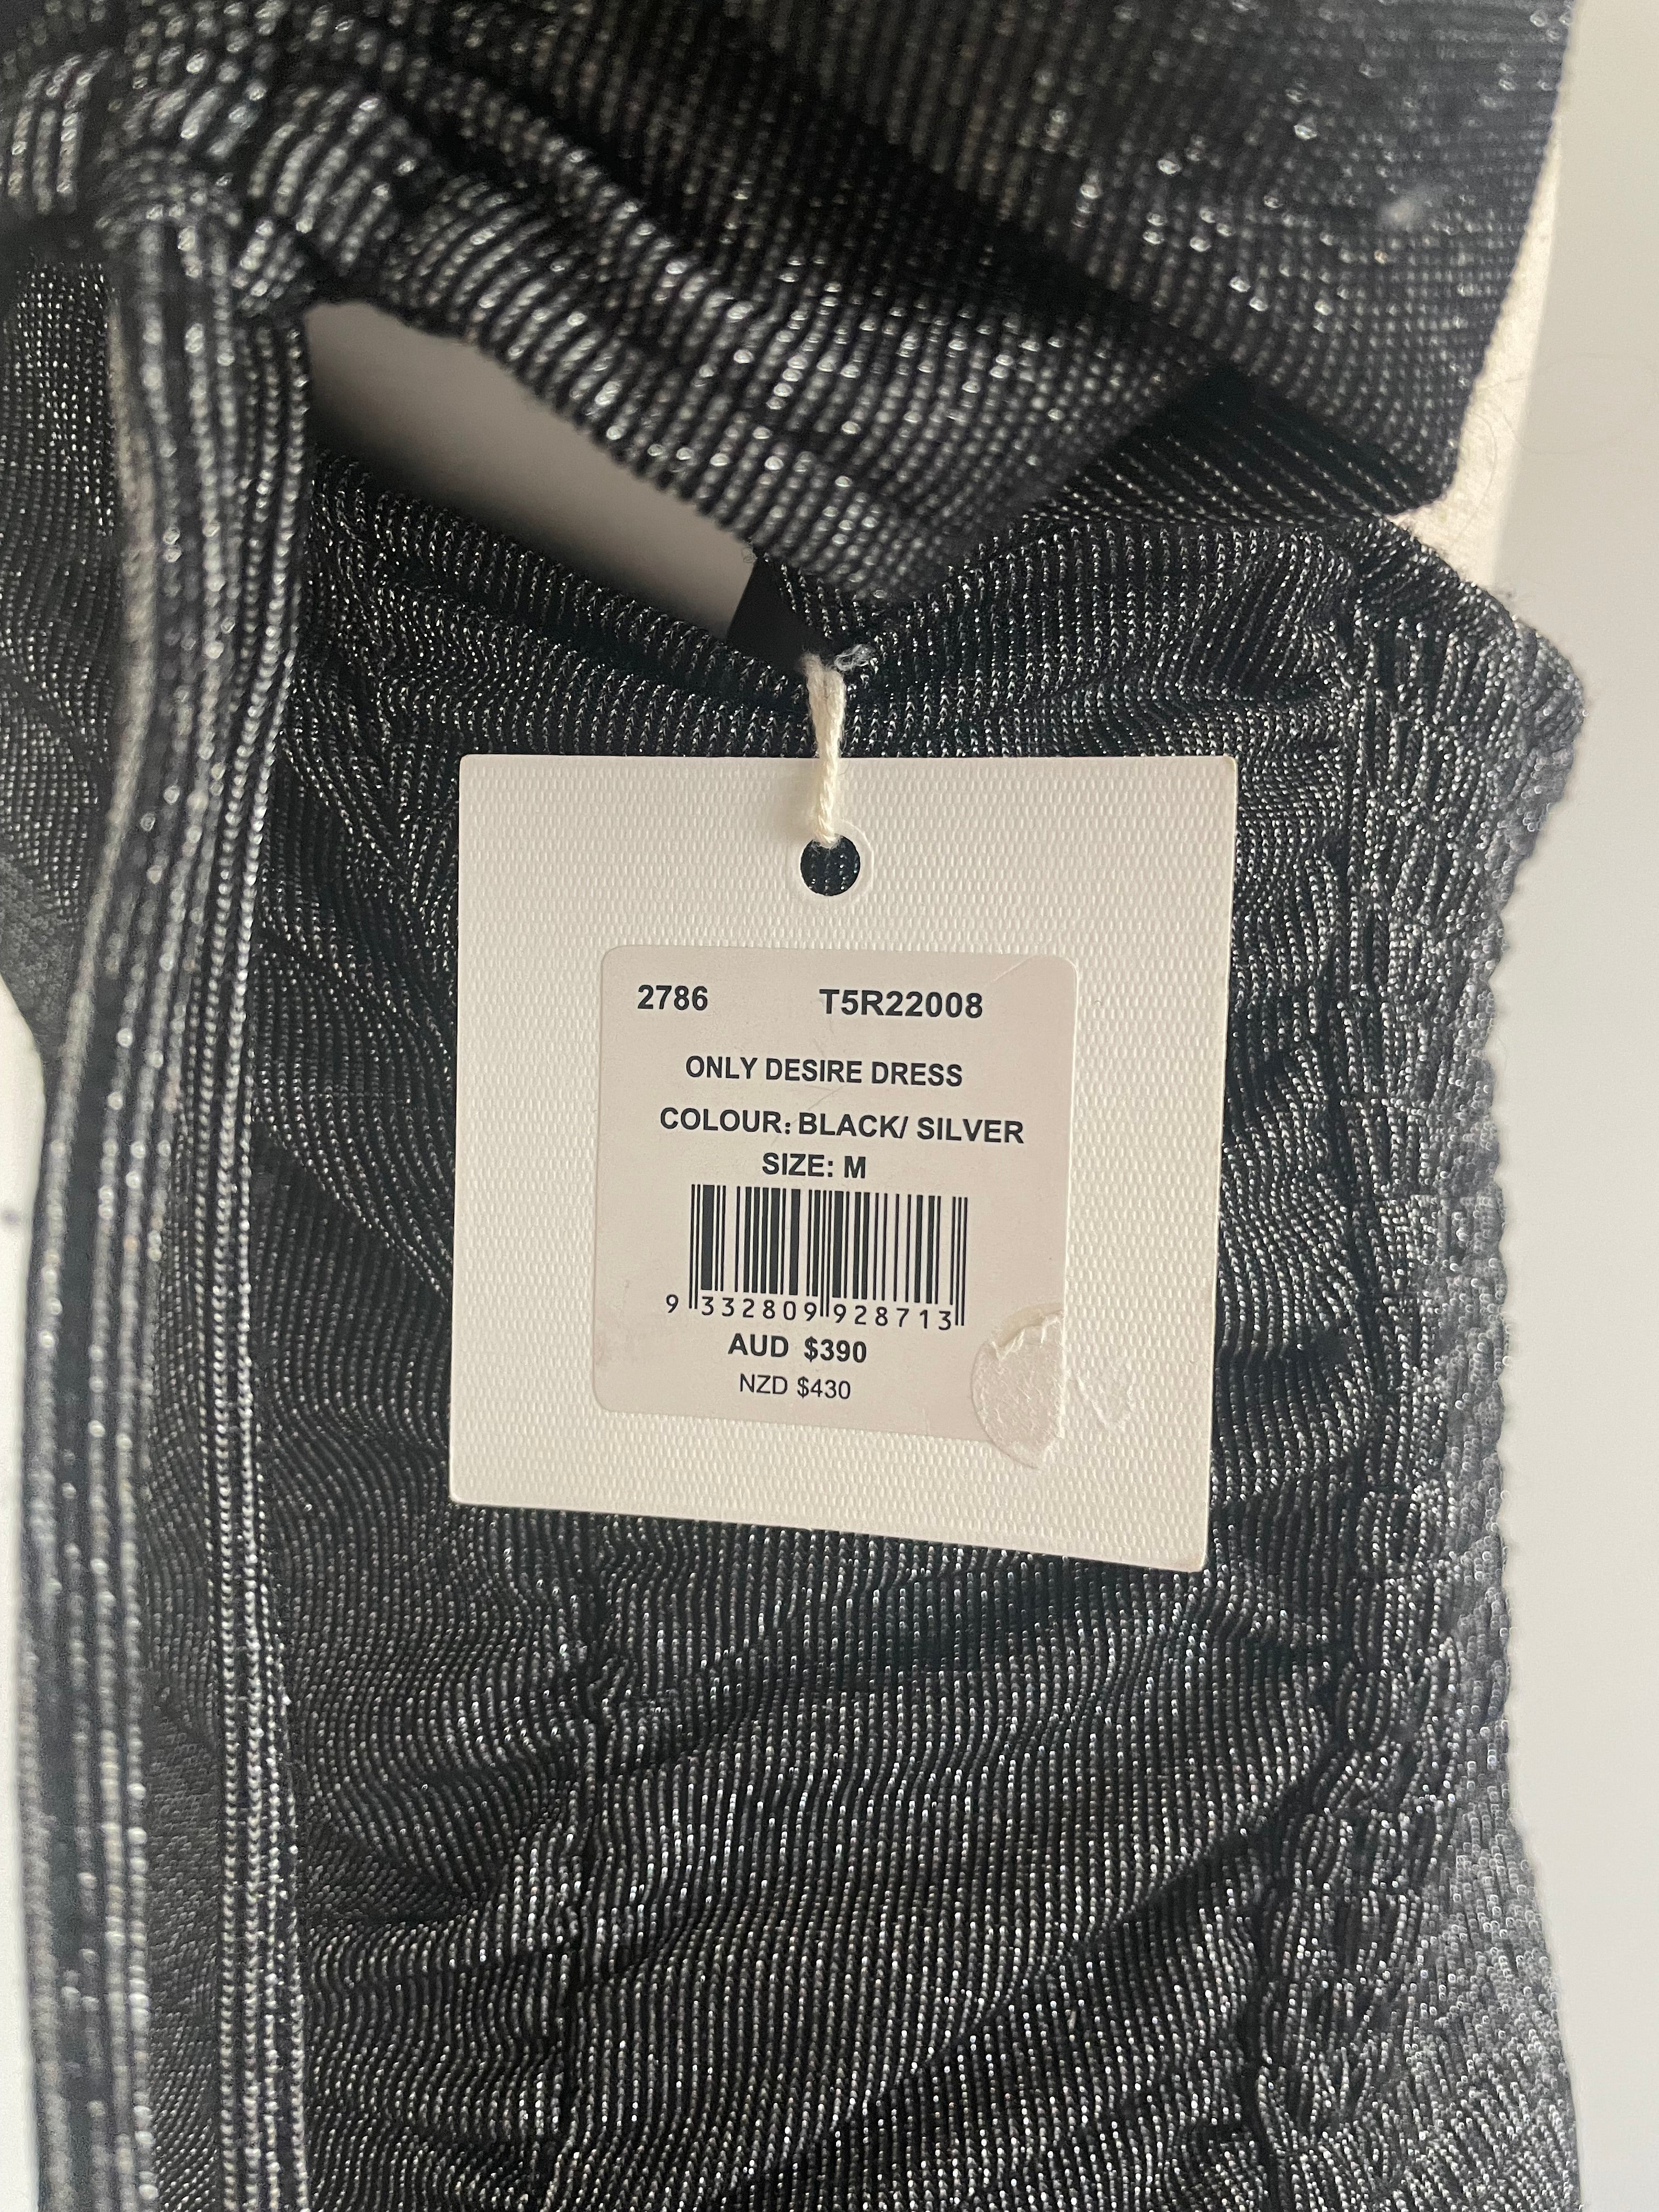 2786 T5R22008
ONLY DESIRE DRESS
COLOUR: BLACK/ SILVER
SIZE: M
9 332809 928713
AUD $390
NZD $430